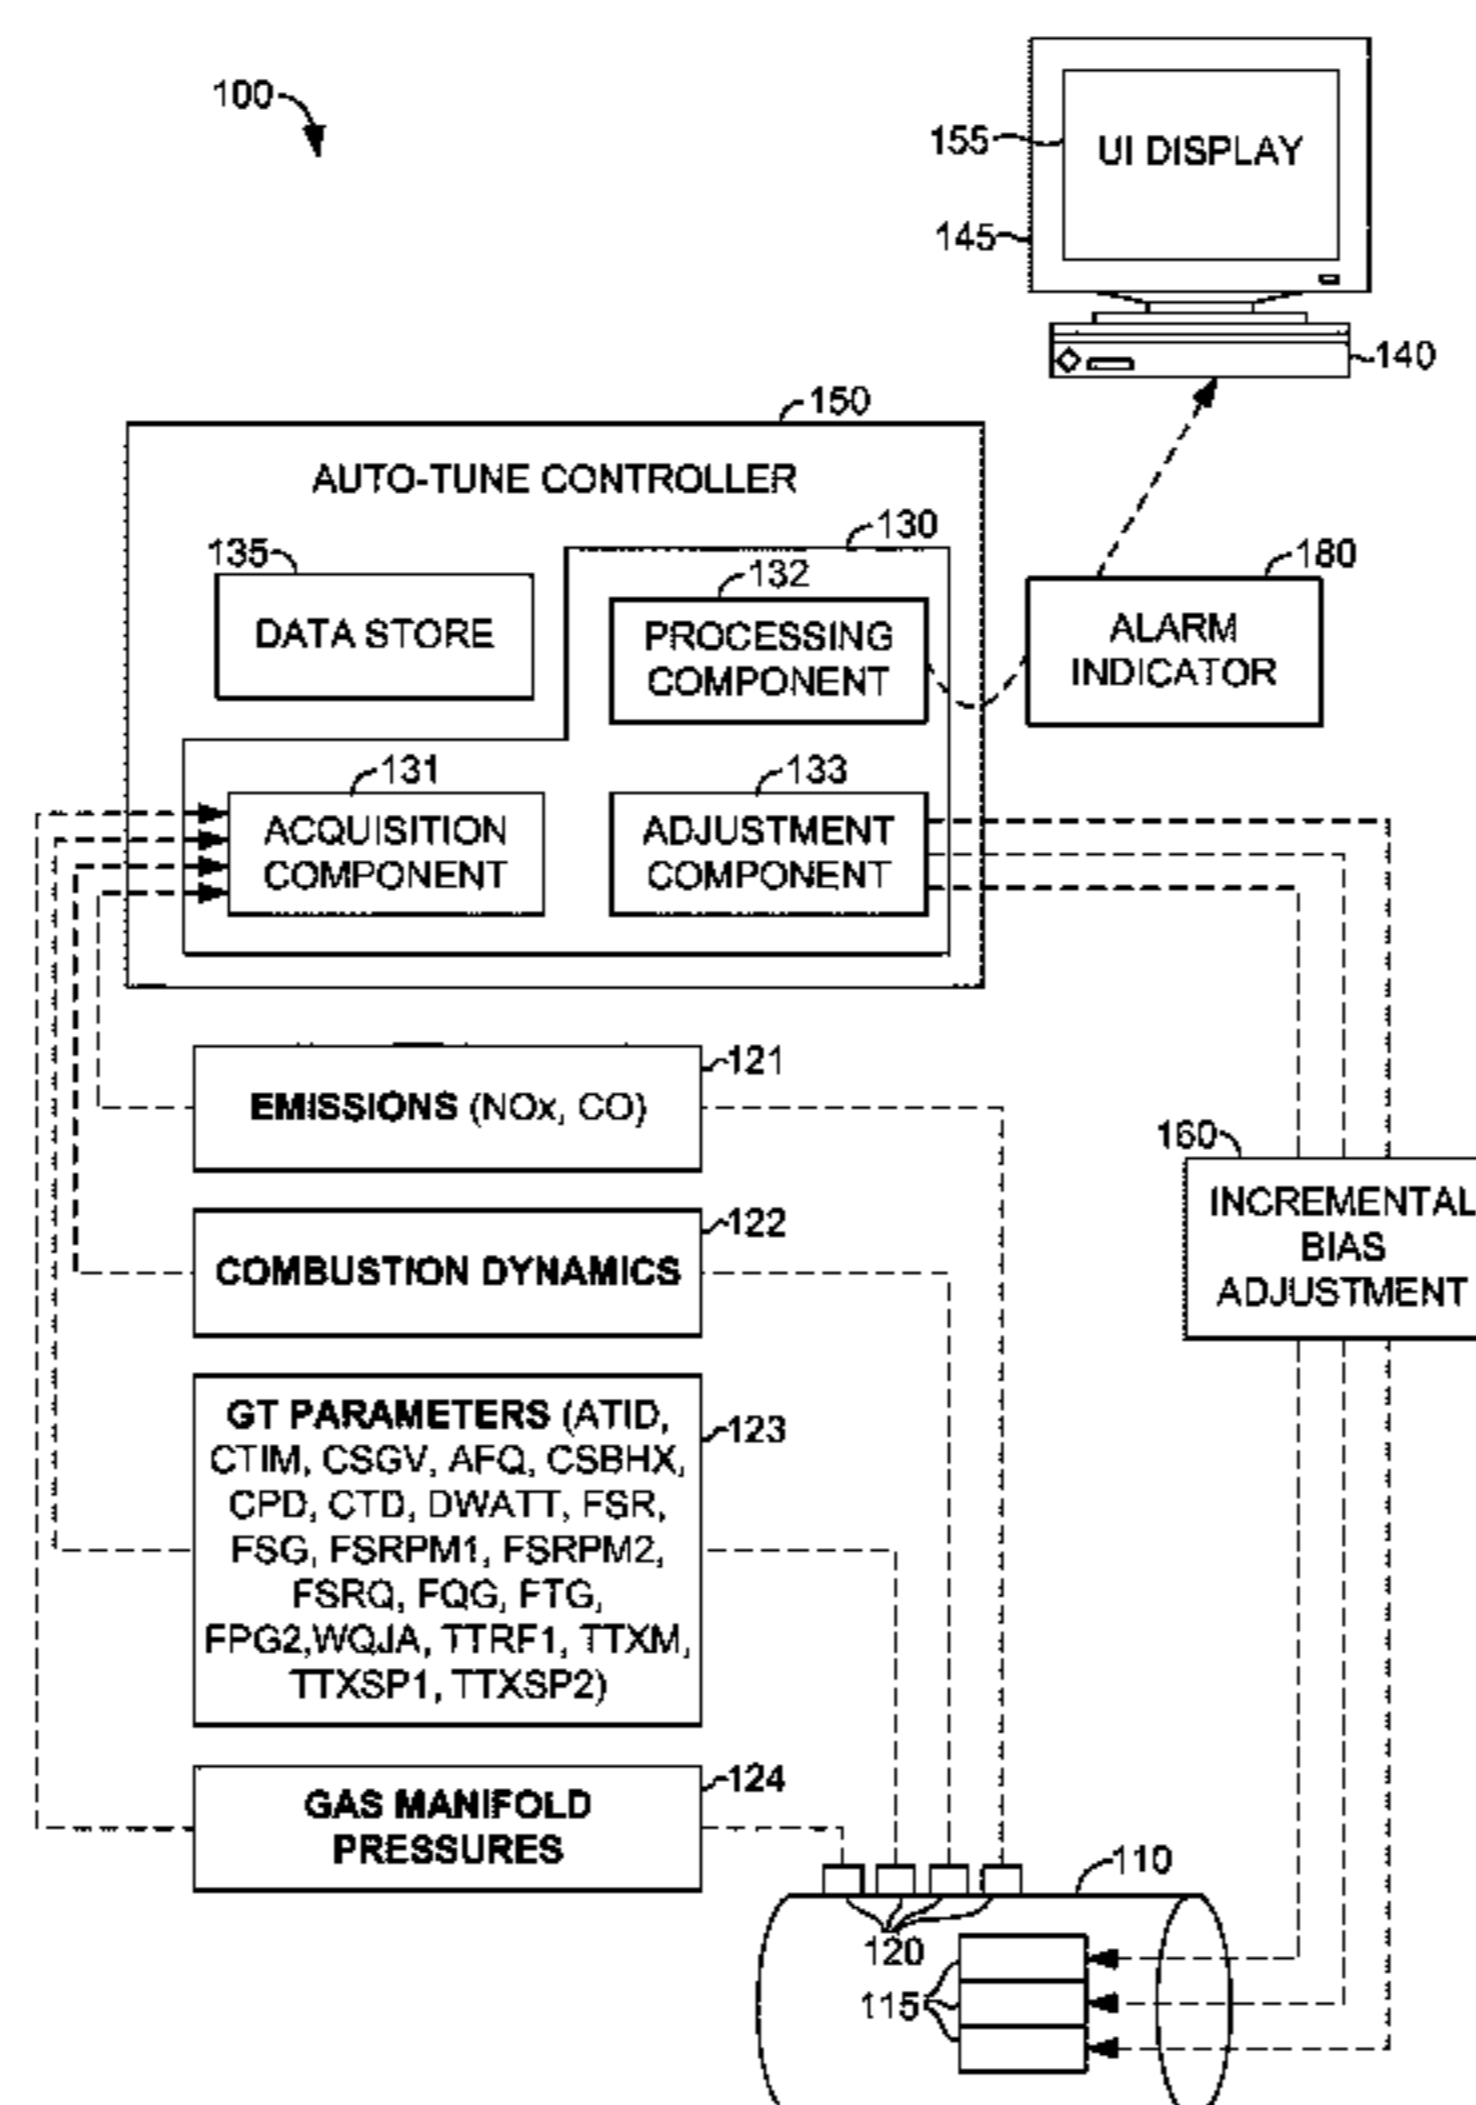 100
155
UI DISPLAY
145
140
150
AUTO-TUNE CONTROLLER
130
135
132
180
DATA STORE
PROCESSING
COMPONENT
ALARM
INDICATOR
131
133
ACQUISITION
COMPONENT
ADJUSTMENT
COMPONENT
121
EMISSIONS (NOx, CO)
160
INCREMENTAL
BIAS
ADJUSTMENT
122
COMBUSTION DYNAMICS
123
GT PARAMETERS (ATID,
CTIM, CSGV, AFQ, CSBHX,
CPD, CTD, DWATT, FSR,
FSG, FSRPM1, FSRPM2,
FSRQ, FQG, FTG,
FPG2,WQJA, TTRF1, TTXM,
TTXSP1, TTXSP2)
124
GAS MANIFOLD
PRESSURES
110
120
115